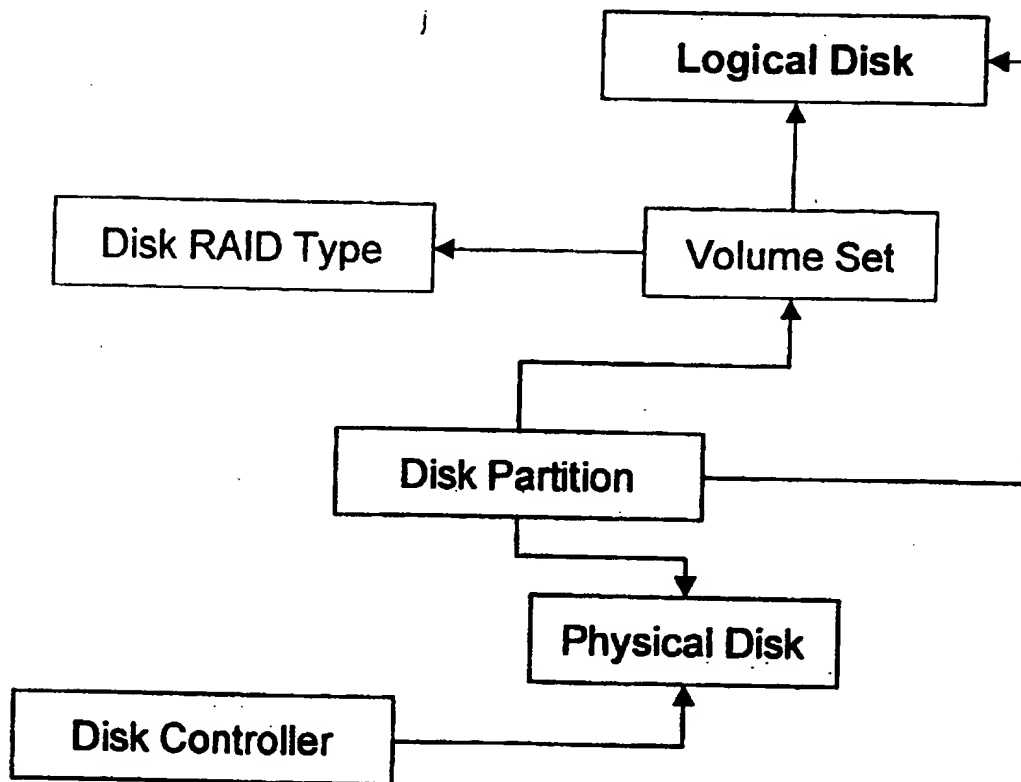 Logical Disk
Disk RAID Type
Volume Set
Disk Partition
Physical Disk
Disk Controller